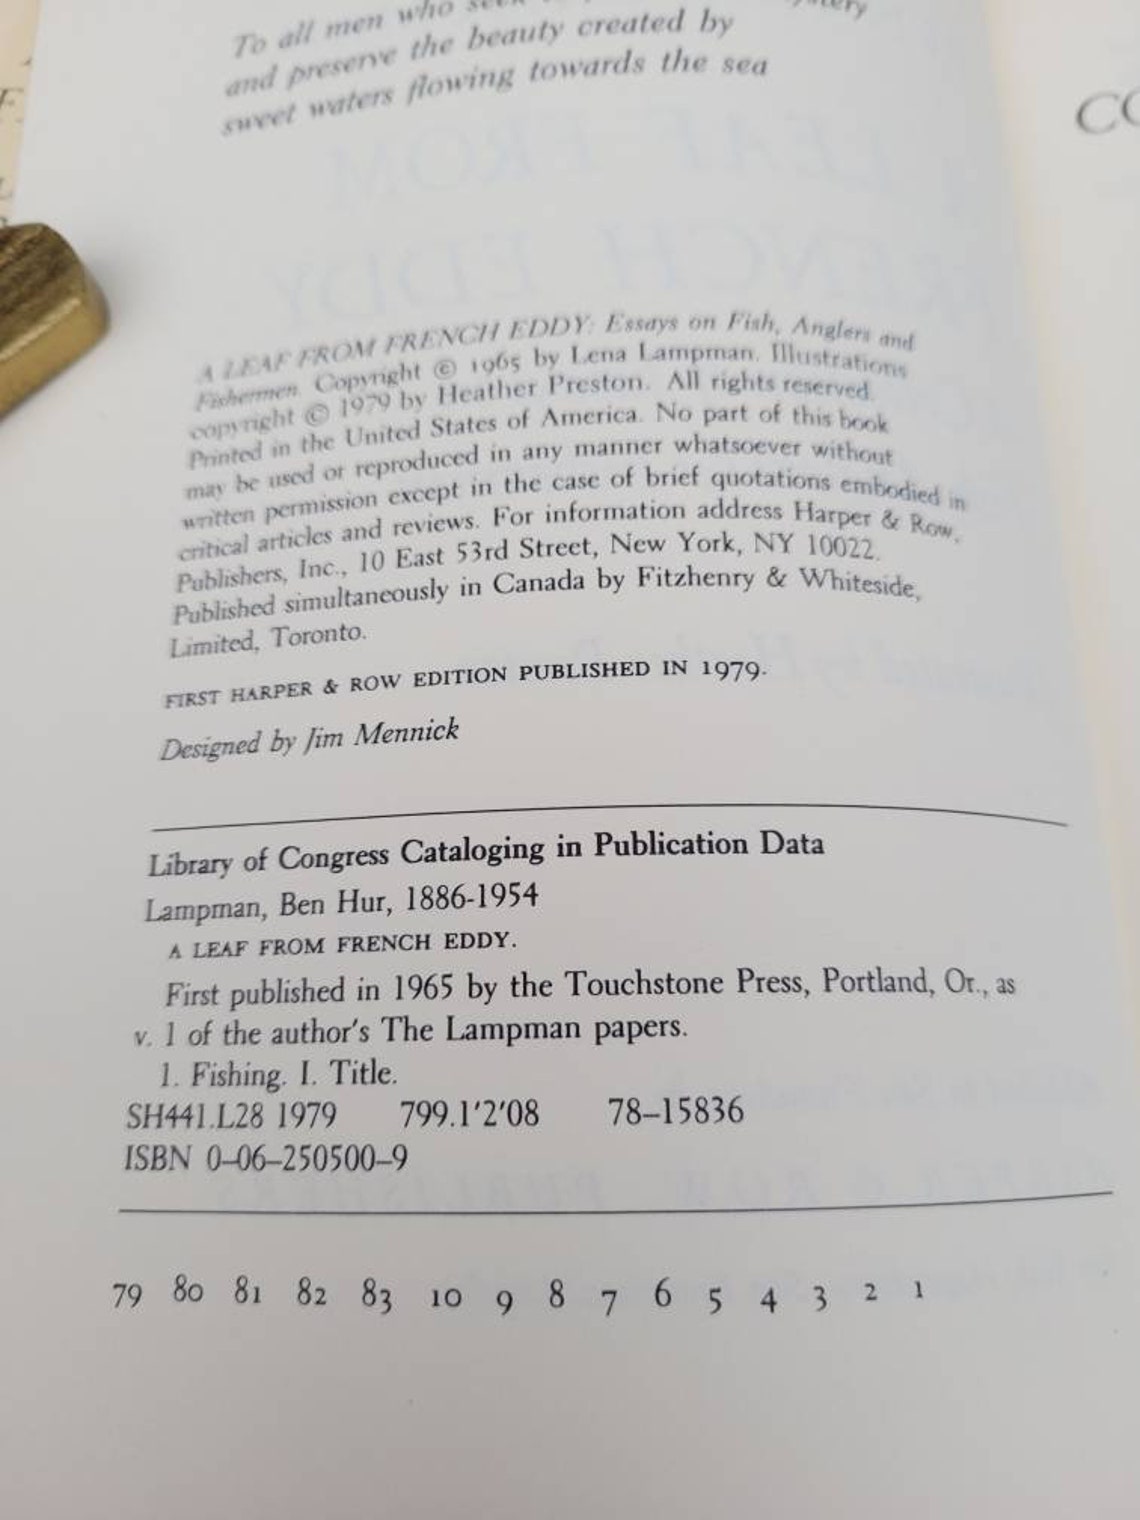 To all men who seek
and preserve the beauty created by
sweet waters flowing towards the sea
CO
A LEAF FROM FRENCH EDDY: Essays on Fish, Anglers and
Fishermen. Copyright © 1965 by Lena Lampman. Illustrations
copyright © 1979 by Heather Preston. All rights reserved.
Printed in the United States of America. No part of this book
may be used or reproduced in any manner whatsoever without
written permission except in the case of brief quotations embodied in
critical articles and reviews. For information address Harper & Row,
Publishers, Inc., 10 East 53rd Street, New York, NY 10022.
Published simultaneously in Canada by Fitzhenry & Whiteside,
Limited, Toronto.
FIRST HARPER & ROW EDITION PUBLISHED IN 1979.
Designed by Jim Mennick
Library of Congress Cataloging in Publication Data
Lampman, Ben Hur, 1886-1954
A LEAF FROM FRENCH EDDY.
First published in 1965 by the Touchstone Press, Portland, Or., as
v. 1 of the author's The Lampman papers.
1. Fishing. I. Title.
SH441.L28 1979 799.1'2'08 78–15836
ISBN 0–06–250500–9
79 80 81 82 83 10 9 8 7 6 5 4 3 2 1